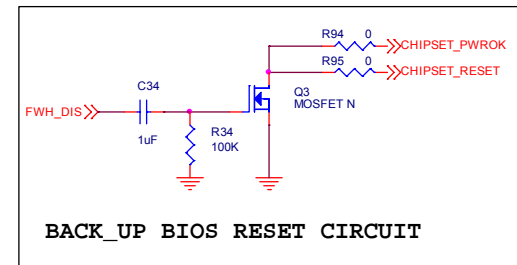 R94 0
CHIPSET_PWROK
R95 0
CHIPSET_RESET
C34
Q3
MOSFET N
FWH_DIS
1uF
R34
100K
BACK_UP BIOS RESET CIRCUIT